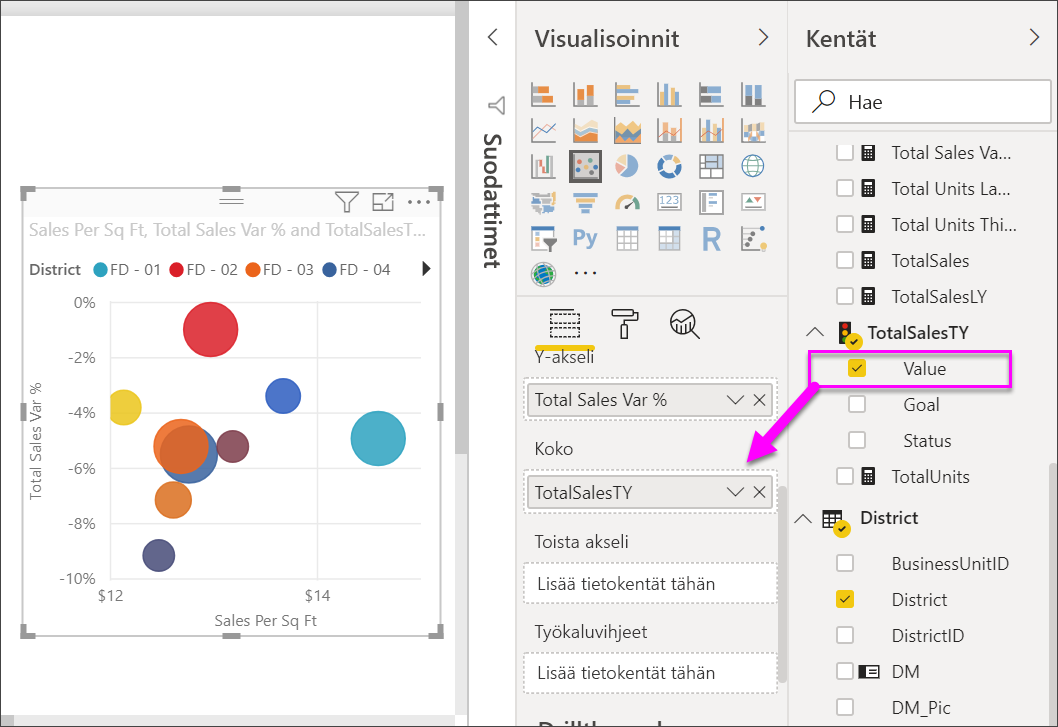 Sales Per Sq Ft, Total Sales Var % and TotalSalesT...
District FD - 01 FD - 02 FD - 03 FD - 04
0%
-2%
-4%
-6%
-8%
-10%
Total Sales Var %
$12 $14
Sales Per Sq Ft
Suodattimet
Visualisoinnit
123
Py
R
Y-akseli
Total Sales Var %
Koko
TotalSalesTY
Toista akseli
Lisää tietokentät tähän
Työkaluvihjeet
Lisää tietokentät tähän
Kentät
Hae
Total Sales Va...
Total Units La...
Total Units Thi...
TotalSales
TotalSalesLY
TotalSalesTY
Value
Goal
Status
TotalUnits
District
BusinessUnitID
District
DistrictID
DM
DM_Pic